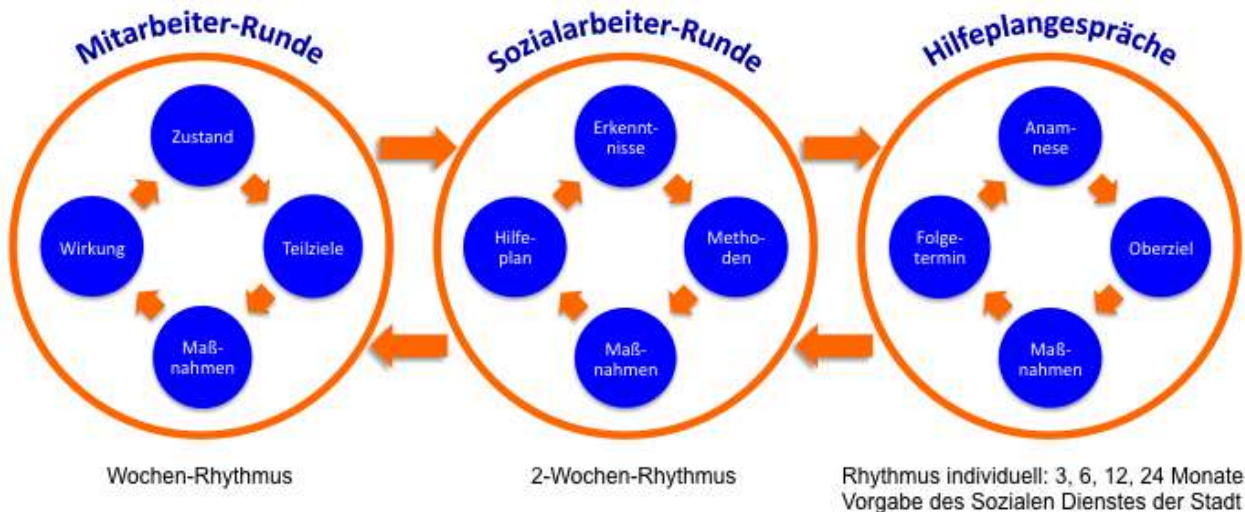 Mitarbeiter-Runde
Zustand
Teilziele
Maß-
nahmen
Wirkung
Wochen-Rhythmus
Sozialarbeiter-Runde
Erkennt-
nisse
Metho-
den
Maß-
nahmen
Hilfe-
plan
2-Wochen-Rhythmus
Hilfeplangespräche
Anam-
nese
Oberziel
Maß-
nahmen
Folge-
termin
Rhythmus individuell: 3, 6, 12, 24 Monate
Vorgabe des Sozialen Dienstes der Stadt